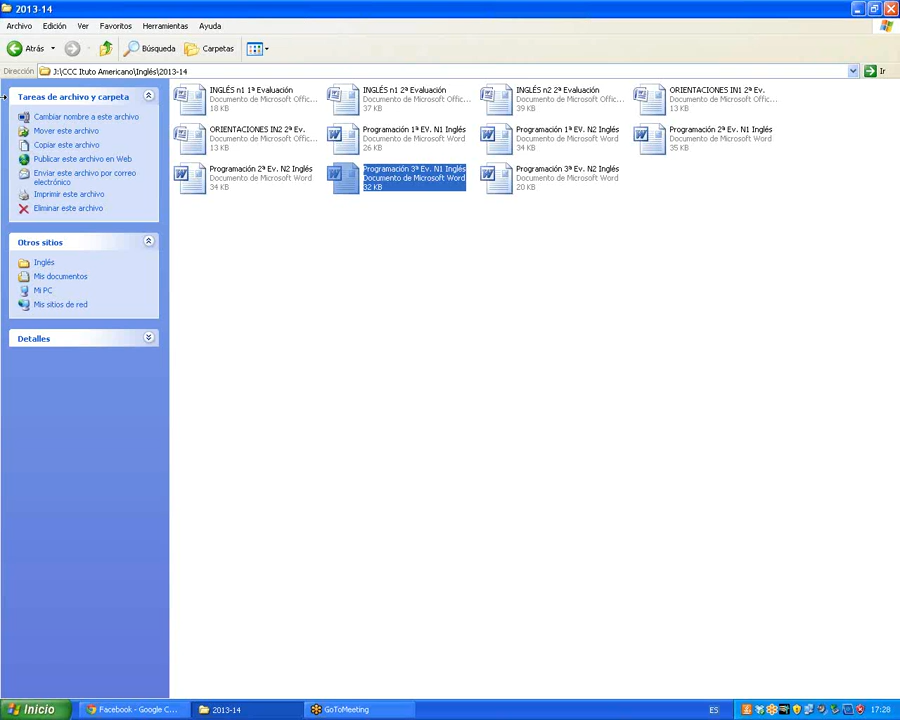 2013-14
Archivo Edición Ver Favoritos Herramientas Ayuda
Atrás Búsqueda Carpetas
Dirección J:\CCC Ituto Americano\Inglés\2013-14 Ir
Tareas de archivo y carpeta
Cambiar nombre a este archivo
Mover este archivo
Copiar este archivo
Publicar este archivo en Web
Enviar este archivo por correo
electrónico
Imprimir este archivo
Eliminar este archivo
Otros sitios
Inglés
Mis documentos
Mi PC
Mis sitios de red
Detalles
INGLÉS n1 1ª Evaluación
Documento de Microsoft Offic...
18 KB
INGLÉS n1 2ª Evaluación
Documento de Microsoft Offic...
37 KB
INGLÉS n2 2ª Evaluación
Documento de Microsoft Offic...
39 KB
ORIENTACIONES IN1 2ª Ev.
Documento de Microsoft Offic...
13 KB
ORIENTACIONES IN2 2ª Ev.
Documento de Microsoft Offic...
13 KB
Programación 1ª EV. N1 Inglés
Documento de Microsoft Word
26 KB
Programación 1ª EV. N2 Inglés
Documento de Microsoft Word
34 KB
Programación 2ª Ev. N1 Inglés
Documento de Microsoft Word
35 KB
Programación 2ª Ev. N2 Inglés
Documento de Microsoft Word
34 KB
Programación 3ª Ev. N1 Inglés
Documento de Microsoft Word
32 KB
Programación 3ª Ev. N2 Inglés
Documento de Microsoft Word
20 KB
Inicio Facebook - Google C... 2013-14 GoToMeeting ES 17:28